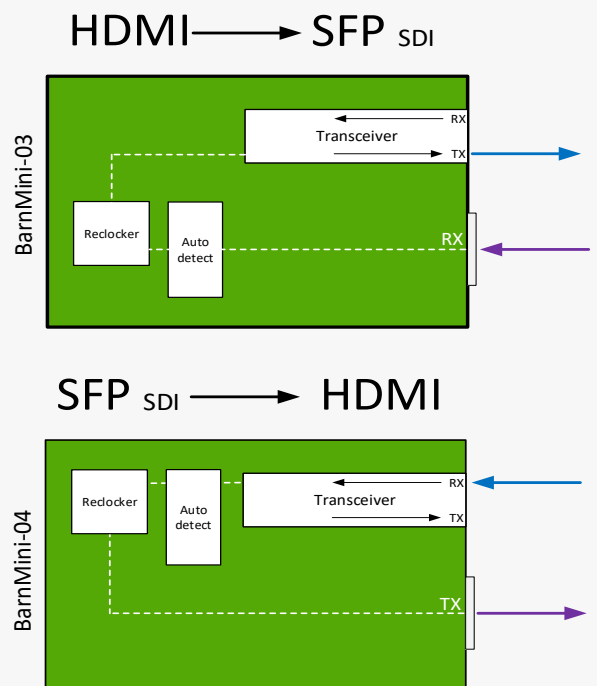 HDMI SFP SDI
BarnMini-03
RX
Transceiver
TX
Reclocker
Auto
detect
RX
SFP SDI HDMI
BarnMini-04
Reclocker
Auto
detect
RX
Transceiver
TX
TX